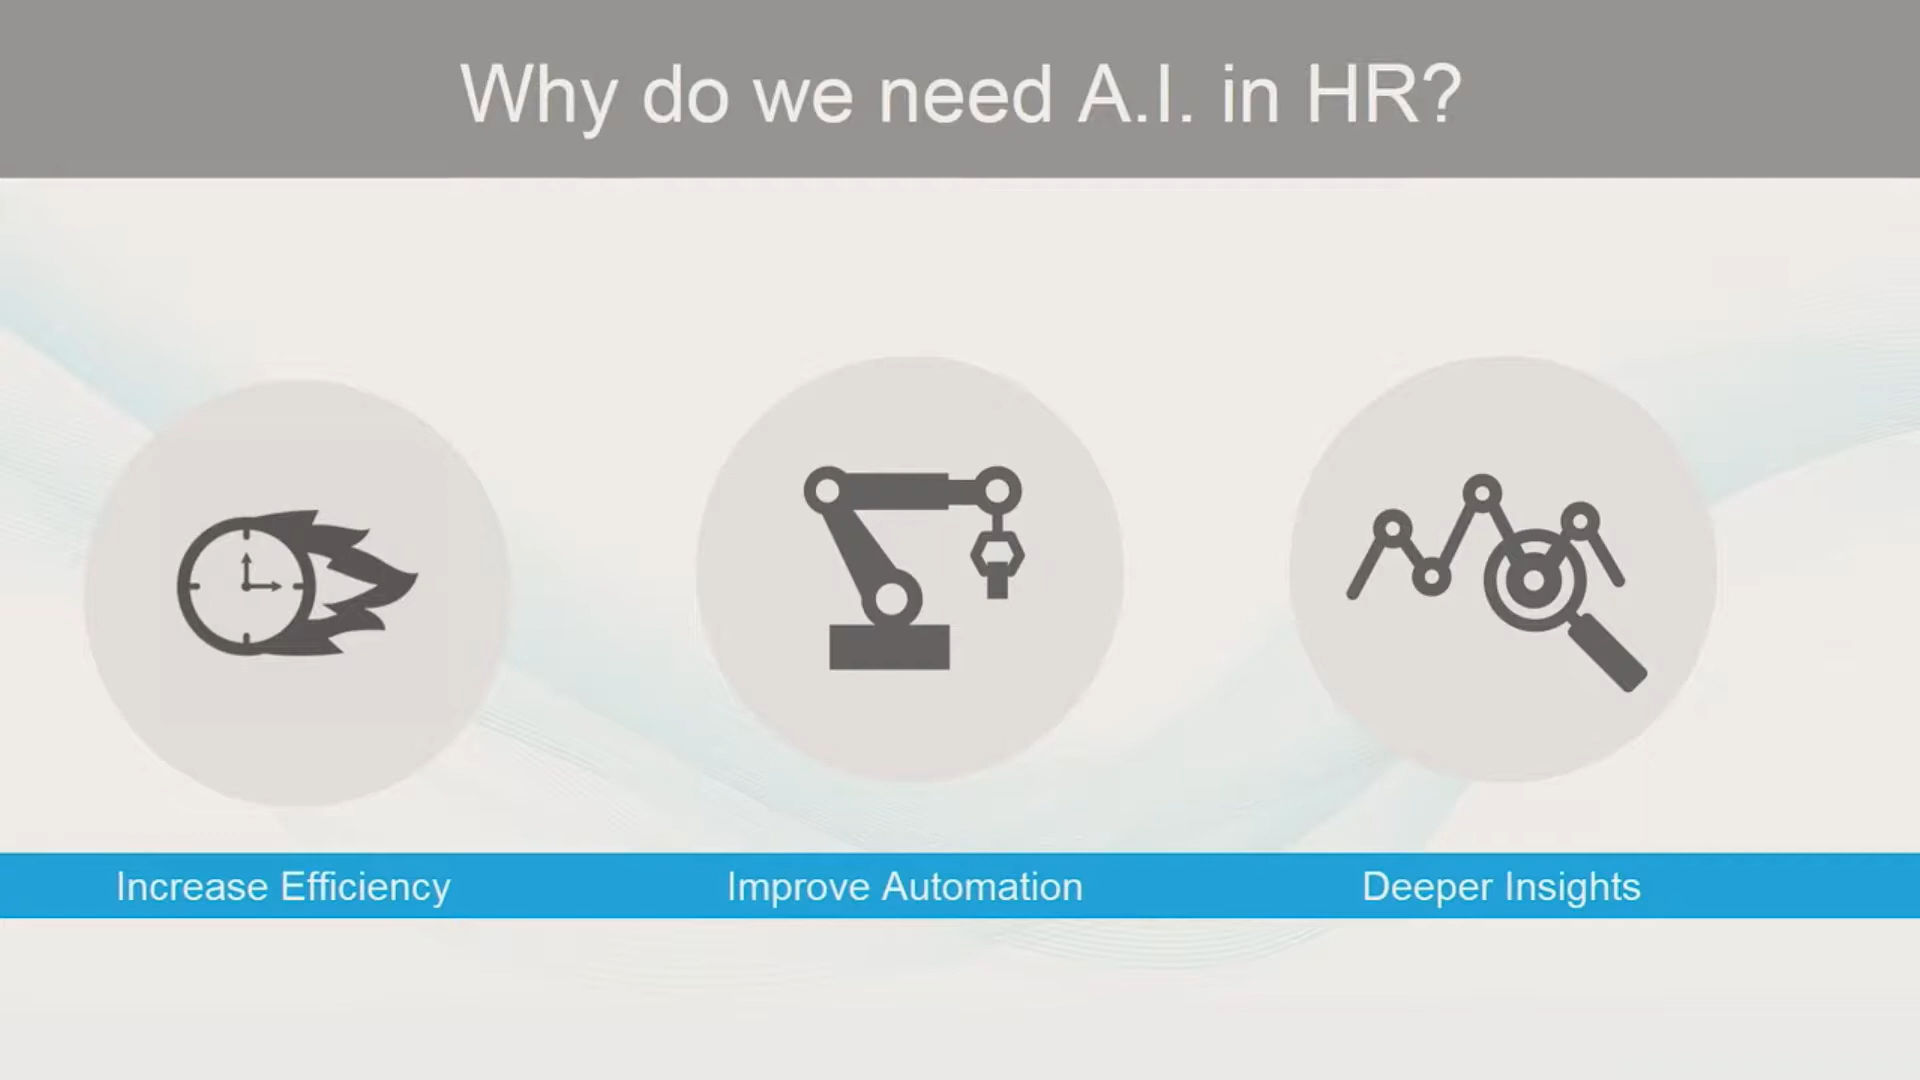 Why do we need A.I. in HR?
Increase Efficiency
Improve Automation
Deeper Insights